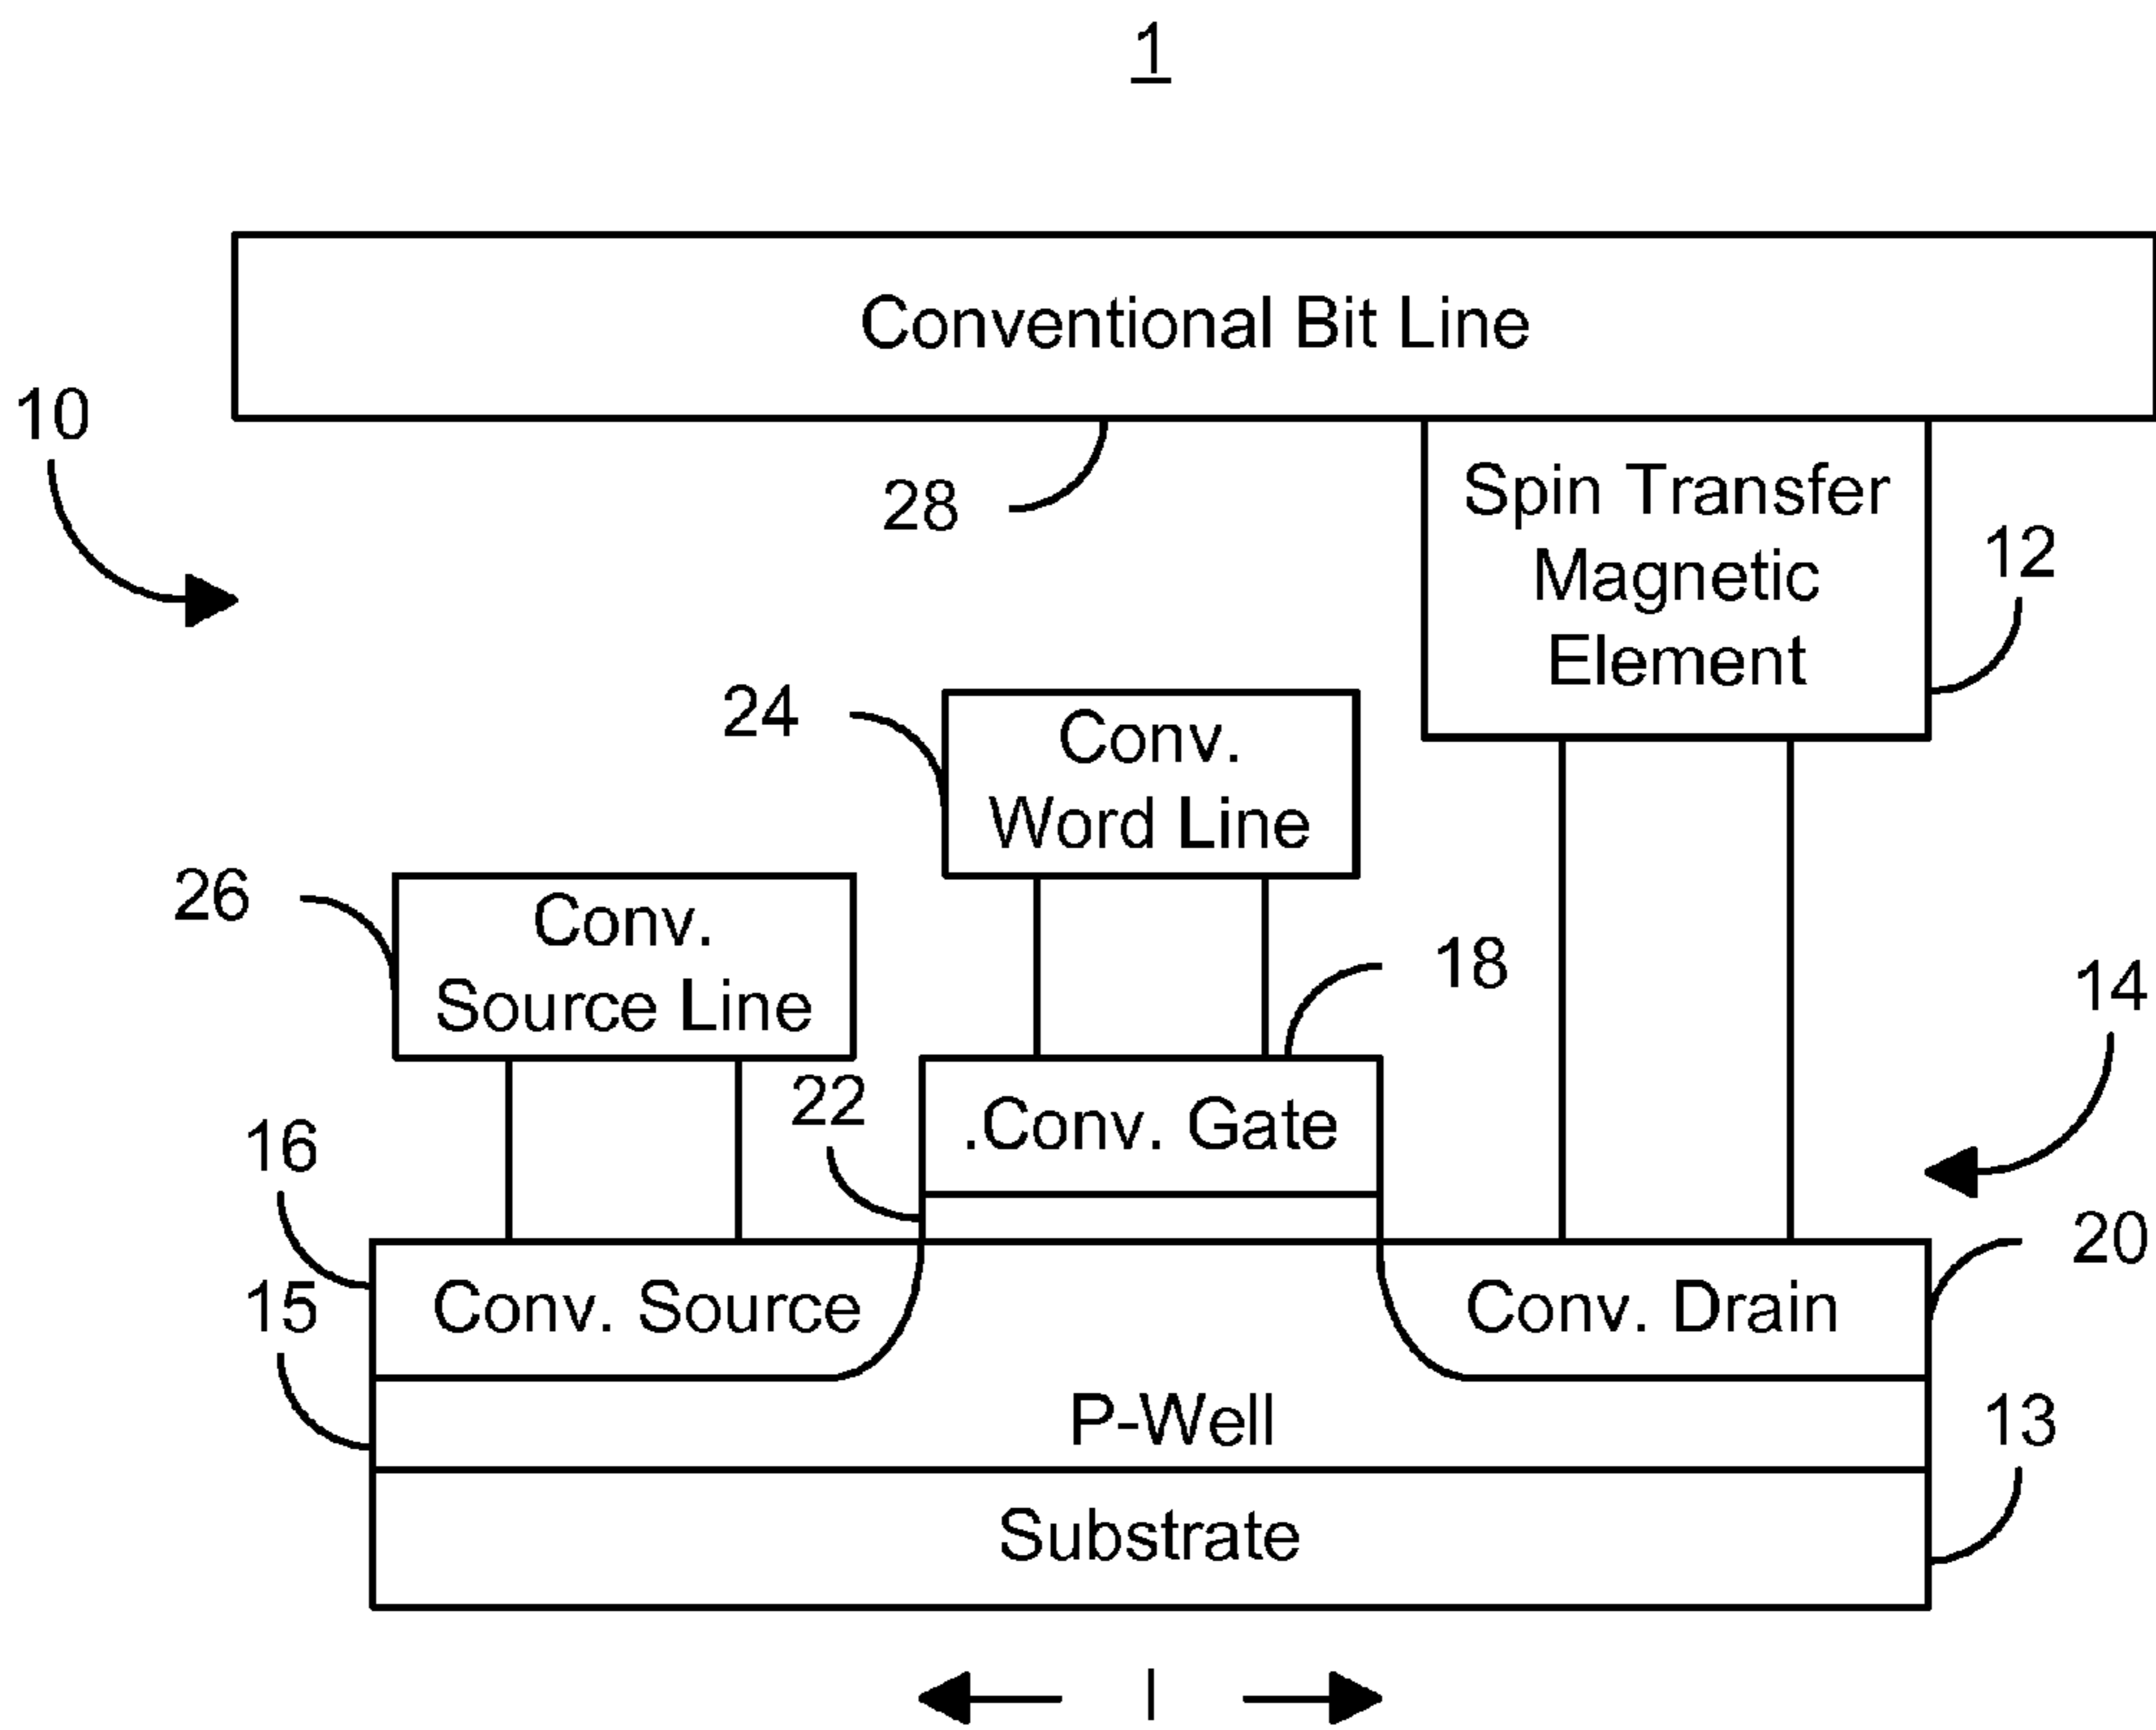 1
Conventional Bit Line
10
28
Spin Transfer
Magnetic
Element
12
24
Conv.
Word Line
26
Conv.
Source Line
18
14
22
.Conv. Gate
16
20
15
Conv. Source
Conv. Drain
P-Well
13
Substrate
l